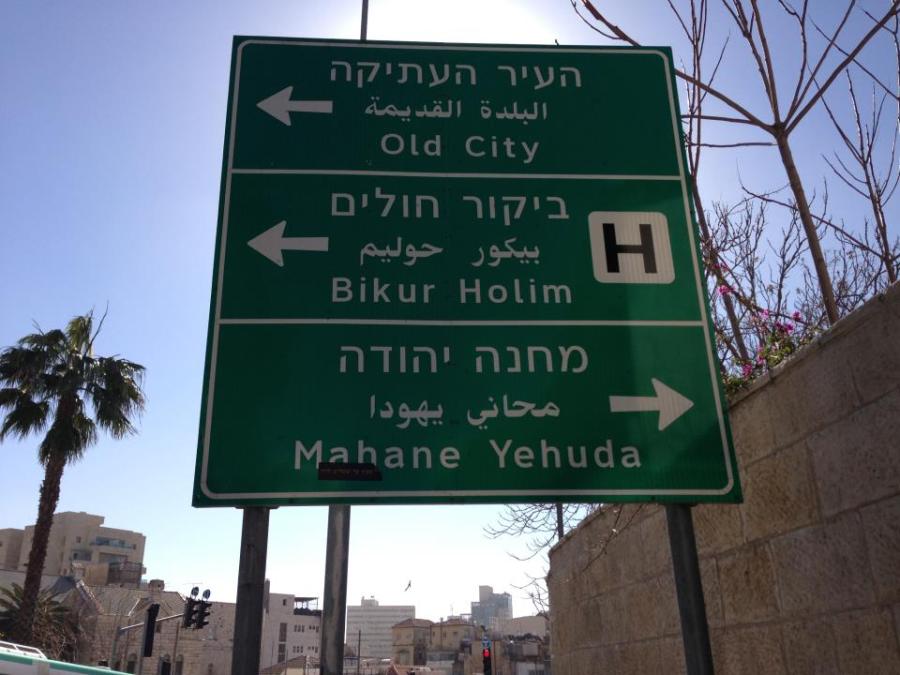 העיר העתיקה
البلدة القديمة
Old City
ביקור חולים
بيكور حوليم
Bikur Holim
H
מחנה יהודה
محاني يهودا
Mahane Yehuda